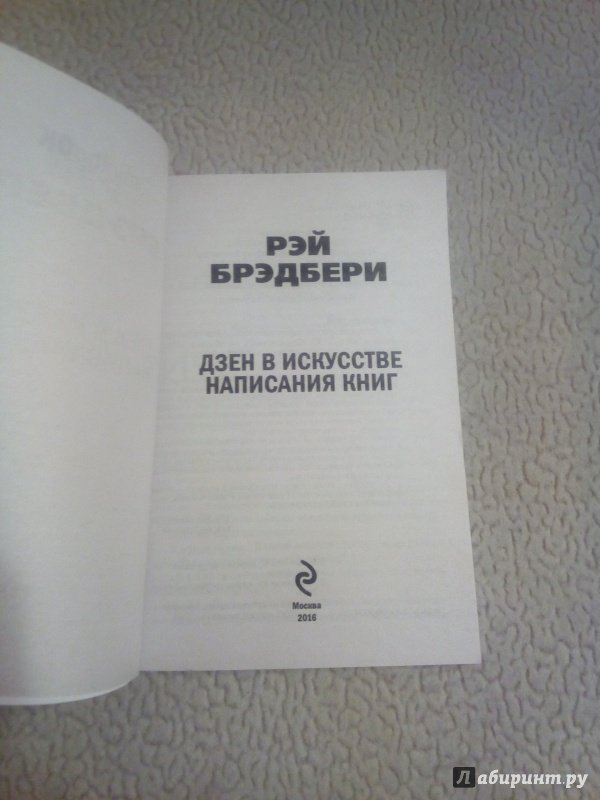 РЭЙ
БРЭДБЕРИ
ДЗЕН В ИСКУССТВЕ
НАПИСАНИЯ КНИГ
Москва
2016
Лабиринт.ру